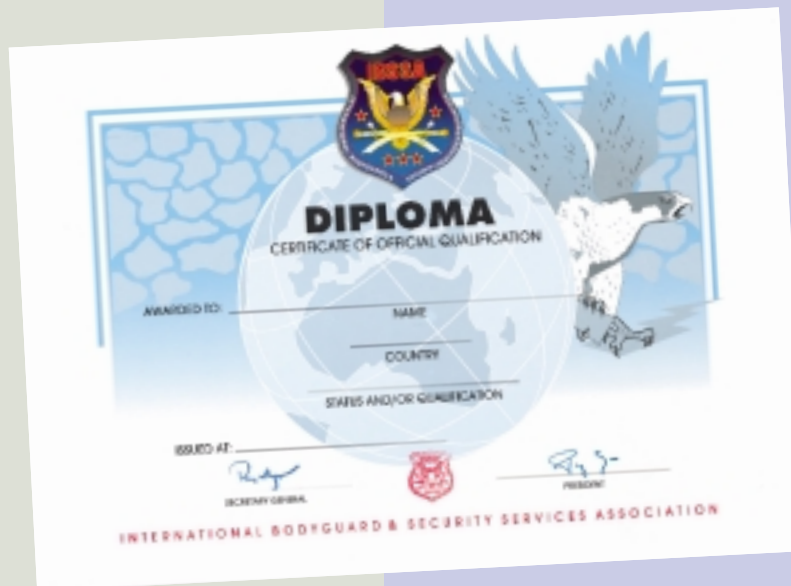 IBSSA
DIPLOMA
CERTIFICATE OF OFFICIAL QUALIFICATION
AWARDED TO:
NAME
COUNTRY
STATUS AND/OR QUALIFICATION
ISSUED AT:
SECRETARY GENERAL
PRESIDENT
INTERNATIONAL BODYGUARD & SECURITY SERVICES ASSOCIATION